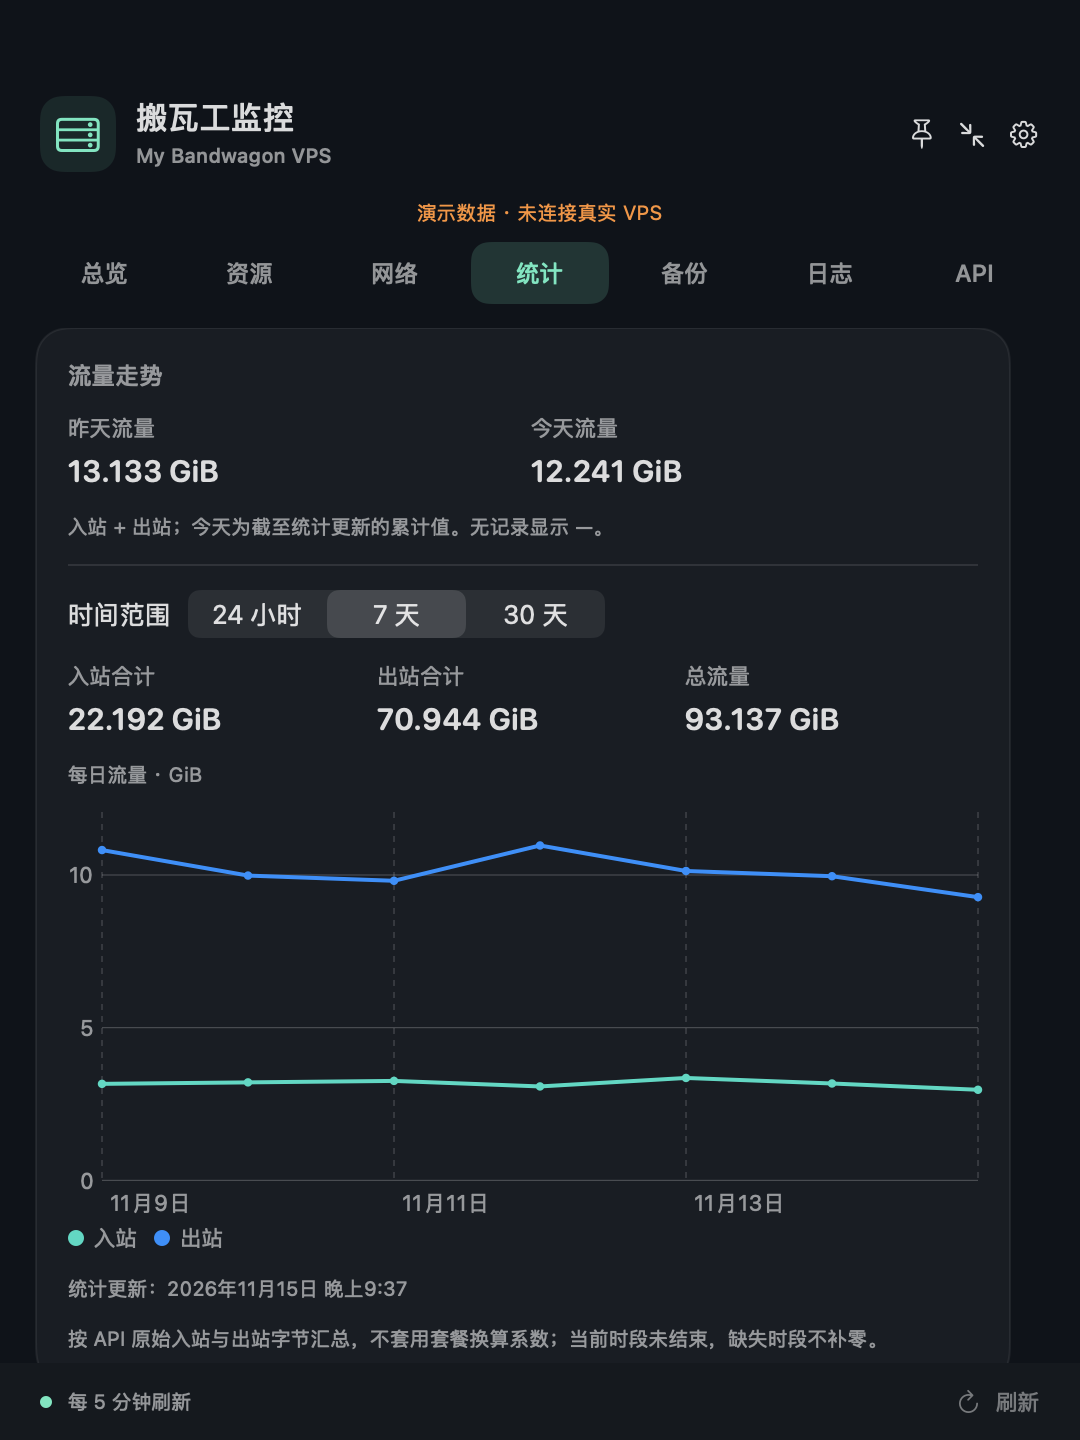 搬瓦工监控
My Bandwagon VPS
演示数据 · 未连接真实 VPS
总览 资源 网络 统计 备份 日志 API
流量走势
昨天流量 今天流量
13.133 GiB 12.241 GiB
入站 + 出站；今天为截至统计更新的累计值。无记录显示 —。
时间范围 24 小时 7 天 30 天
入站合计 出站合计 总流量
22.192 GiB 70.944 GiB 93.137 GiB
每日流量 · GiB
10
5
0
11月9日 11月11日 11月13日
入站 出站
统计更新：2026年11月15日 晚上9:37
按 API 原始入站与出站字节汇总，不套用套餐换算系数；当前时段未结束，缺失时段不补零。
每 5 分钟刷新 刷新